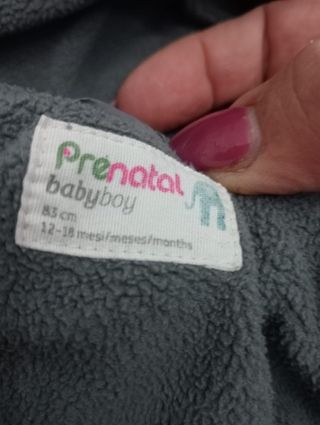 Prenatal
babyboy
83 cm
12-18 mesi/meses/months